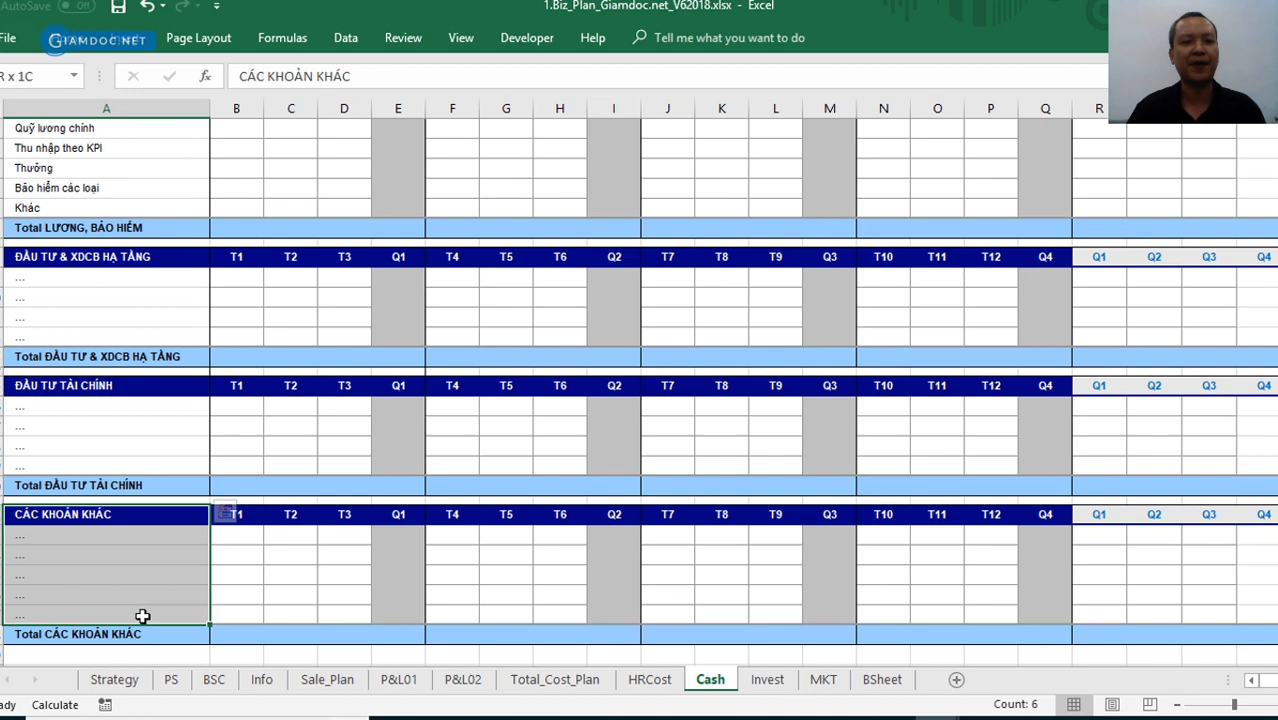 AutoSave Off 1.Biz_Plan_Giamdoc.net_V62018.xlsx - Excel
File GIAMDOC.NET Page Layout Formulas Data Review View Developer Help Tell me what you want to do
R x 1C fx CÁC KHOẢN KHÁC
A B C D E F G H I J K L M N O P Q R
Quỹ lương chính
Thu nhập theo KPI
Thưởng
Bảo hiểm các loại
Khác
Total LƯƠNG, BẢO HIỂM
ĐẦU TƯ & XDCB HẠ TẦNG T1 T2 T3 Q1 T4 T5 T6 Q2 T7 T8 T9 Q3 T10 T11 T12 Q4 Q1 Q2 Q3 Q4
...
...
...
...
Total ĐẦU TƯ & XDCB HẠ TẦNG
ĐẦU TƯ TÀI CHÍNH T1 T2 T3 Q1 T4 T5 T6 Q2 T7 T8 T9 Q3 T10 T11 T12 Q4 Q1 Q2 Q3 Q4
...
...
...
...
Total ĐẦU TƯ TÀI CHÍNH
CÁC KHOẢN KHÁC T1 T2 T3 Q1 T4 T5 T6 Q2 T7 T8 T9 Q3 T10 T11 T12 Q4 Q1 Q2 Q3 Q4
...
...
...
...
...
Total CÁC KHOẢN KHÁC
Strategy PS BSC Info Sale_Plan P&L01 P&L02 Total_Cost_Plan HRCost Cash Invest MKT BSheet
ady Calculate Count: 6